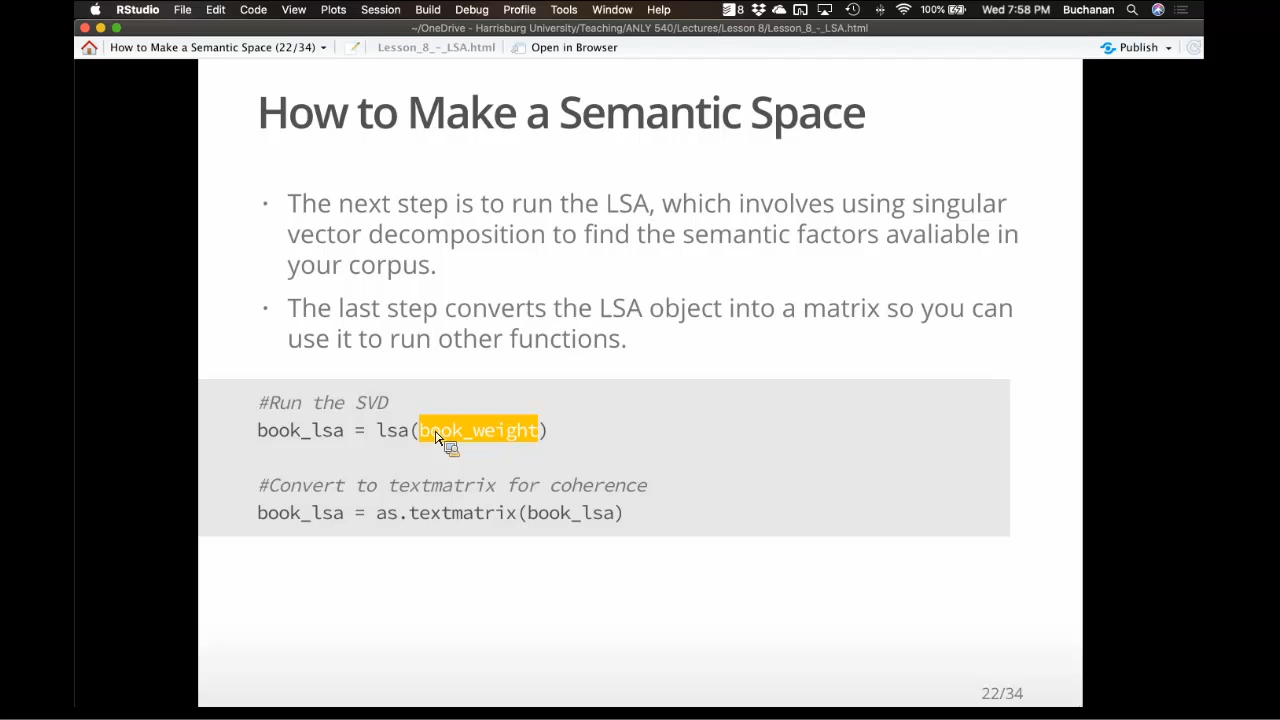 RStudio File Edit Code View Plots Session Build Debug Profile Tools Window Help 8 100% Wed 7:58 PM Buchanan
~/OneDrive - Harrisburg University/Teaching/ANLY 540/Lectures/Lesson 8/Lesson_8_-_LSA.html
How to Make a Semantic Space (22/34) Lesson_8_-_LSA.html Open in Browser Publish
How to Make a Semantic Space
· The next step is to run the LSA, which involves using singular
vector decomposition to find the semantic factors avaliable in
your corpus.
· The last step converts the LSA object into a matrix so you can
use it to run other functions.
#Run the SVD
book_lsa = lsa(book_weight)
#Convert to textmatrix for coherence
book_lsa = as.textmatrix(book_lsa)
22/34